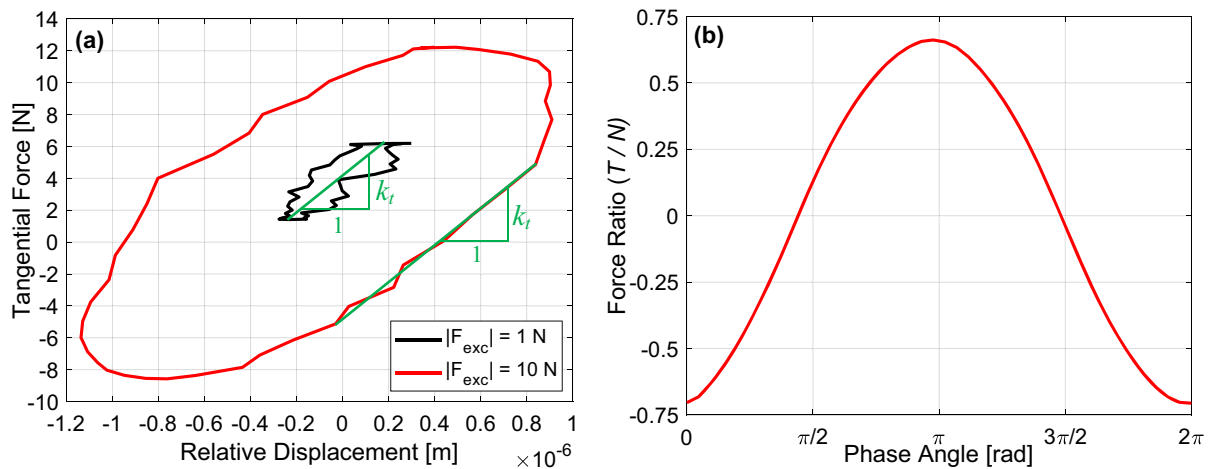 (a)
Tangential Force [N]
14
12
10
8
6
4
2
0
-2
-4
-6
-8
-10
k_t
1
k_t
1
|F_exc| = 1 N
|F_exc| = 10 N
-1.2 -1 -0.8 -0.6 -0.4 -0.2 0 0.2 0.4 0.6 0.8 1
Relative Displacement [m]
×10^-6
(b)
Force Ratio (T / N)
0.75
0.50
0.25
0
-0.25
-0.5
-0.75
0 π/2 π 3π/2 2π
Phase Angle [rad]